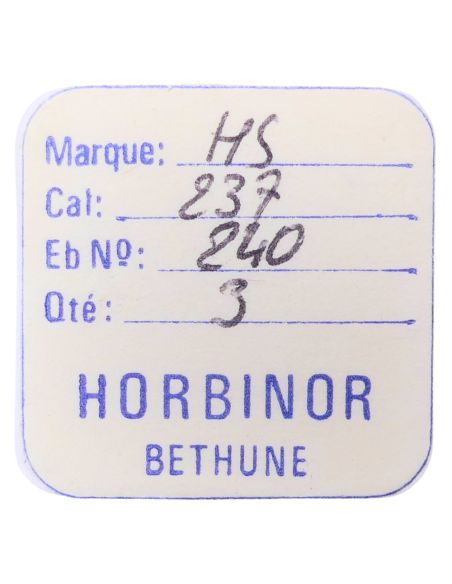 Marque: HS
Cal: 237
Eb Nº: 240
Qté: 3
HORBINOR
BETHUNE